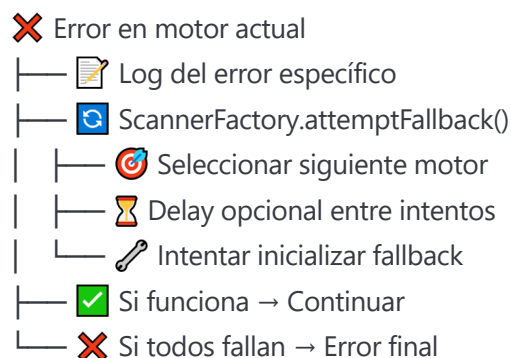 ❌ Error en motor actual
├── 📝 Log del error específico
├── 🔄 ScannerFactory.attemptFallback()
│ ├── 🎯 Seleccionar siguiente motor
│ ├── ⏳ Delay opcional entre intentos
│ └── 🔧 Intentar inicializar fallback
├── ✅ Si funciona → Continuar
└── ❌ Si todos fallan → Error final